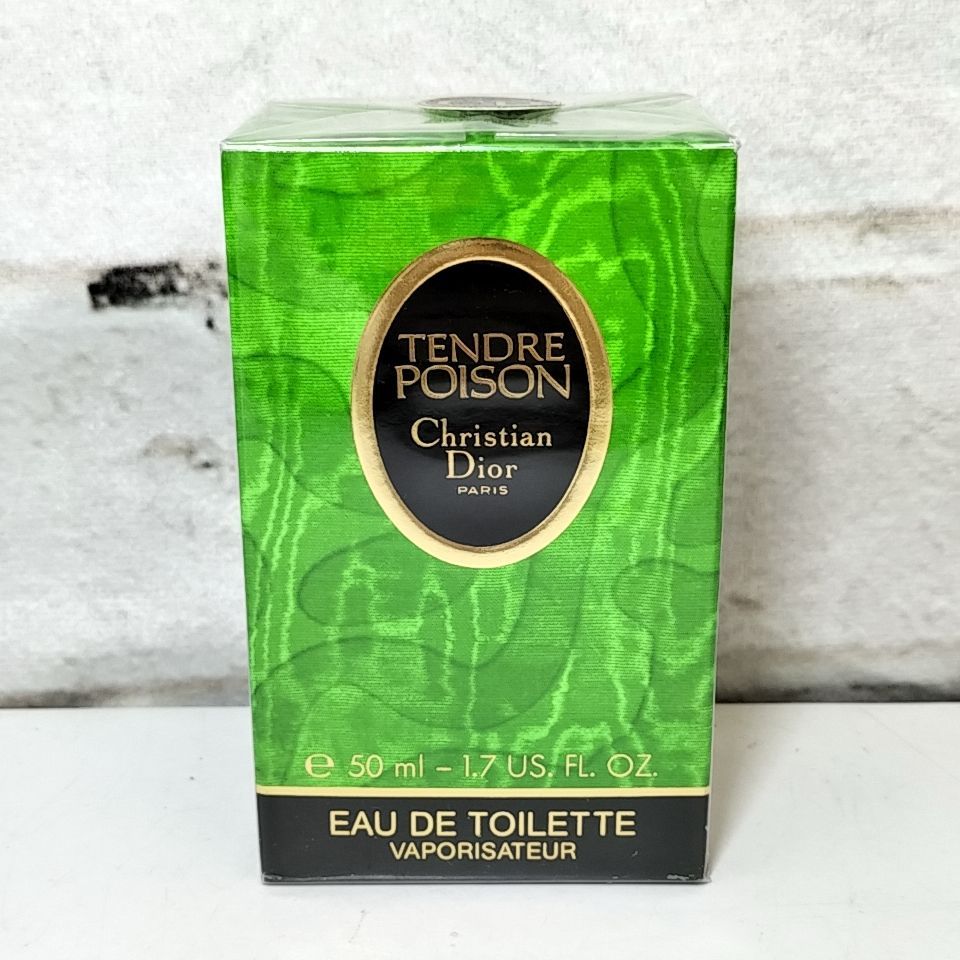 TENDRE
POISON
Christian
Dior
PARIS
℮ 50 ml – 1.7 US. FL. OZ.
EAU DE TOILETTE
VAPORISATEUR